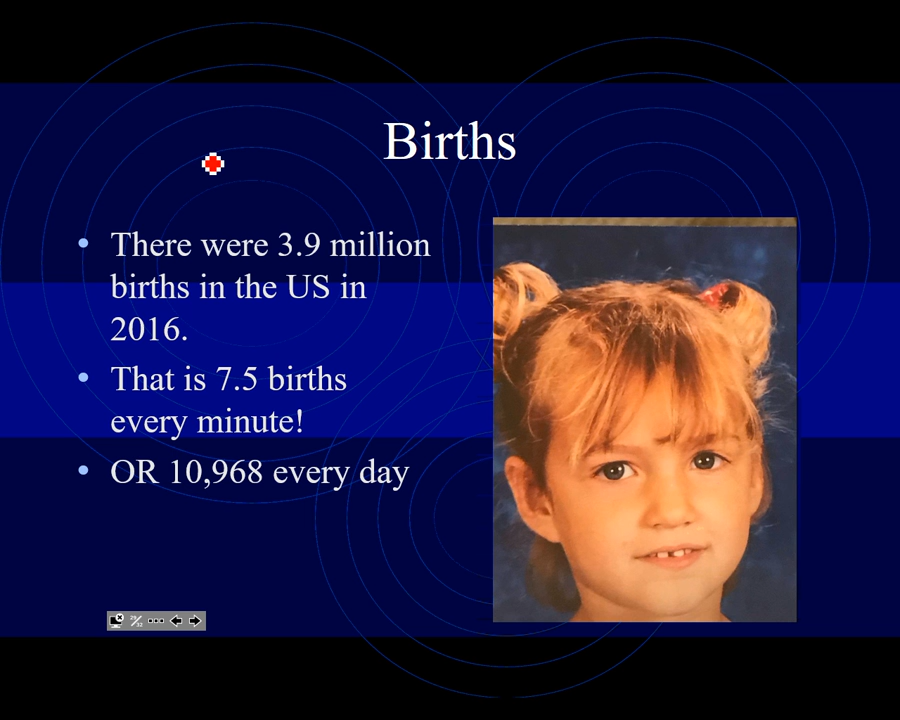 Births
There were 3.9 million
births in the US in
2016.
That is 7.5 births
every minute!
OR 10,968 every day